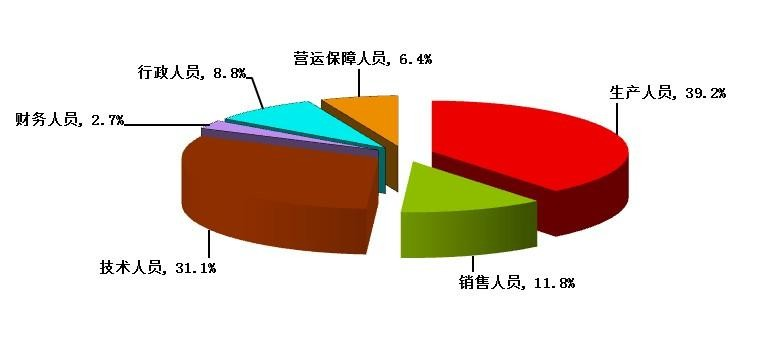 营运保障人员, 6.4%
行政人员, 8.8%
生产人员, 39.2%
财务人员, 2.7%
技术人员, 31.1%
销售人员, 11.8%